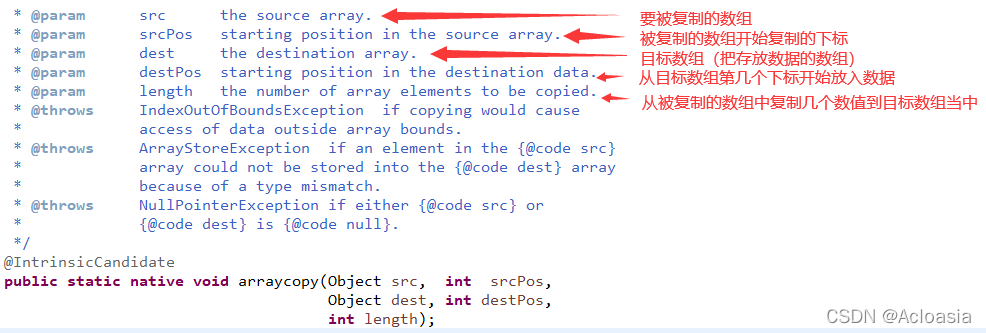 * @param src the source array.
要被复制的数组
* @param srcPos starting position in the source array.
被复制的数组开始复制的下标
* @param dest the destination array.
目标数组（把存放数据的数组）
* @param destPos starting position in the destination data.
从目标数组第几个下标开始放入数据
* @param length the number of array elements to be copied.
从被复制的数组中复制几个数值到目标数组当中
* @throws IndexOutOfBoundsException if copying would cause
* access of data outside array bounds.
* @throws ArrayStoreException if an element in the {@code src}
* array could not be stored into the {@code dest} array
* because of a type mismatch.
* @throws NullPointerException if either {@code src} or
* {@code dest} is {@code null}.
*/
@IntrinsicCandidate
public static native void arraycopy(Object src, int srcPos,
Object dest, int destPos,
int length);
CSDN @Acloasia